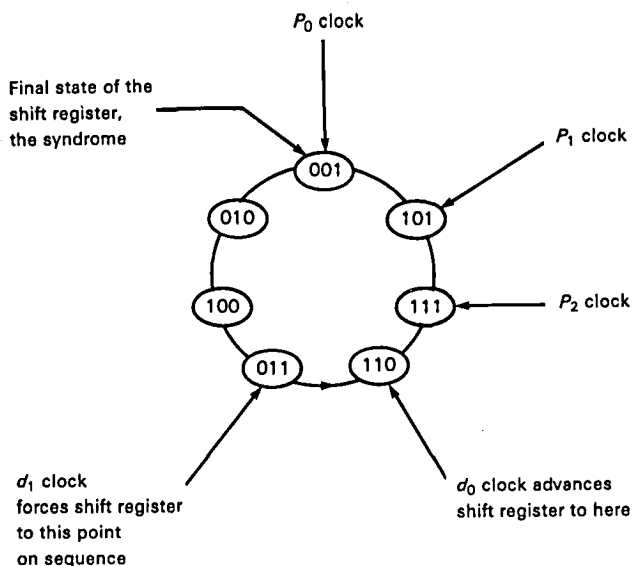 P₀ clock
Final state of the
shift register,
the syndrome
P₁ clock
001
010
101
100
111
P₂ clock
011
110
d₁ clock
forces shift register
to this point
on sequence
d₀ clock advances
shift register to here